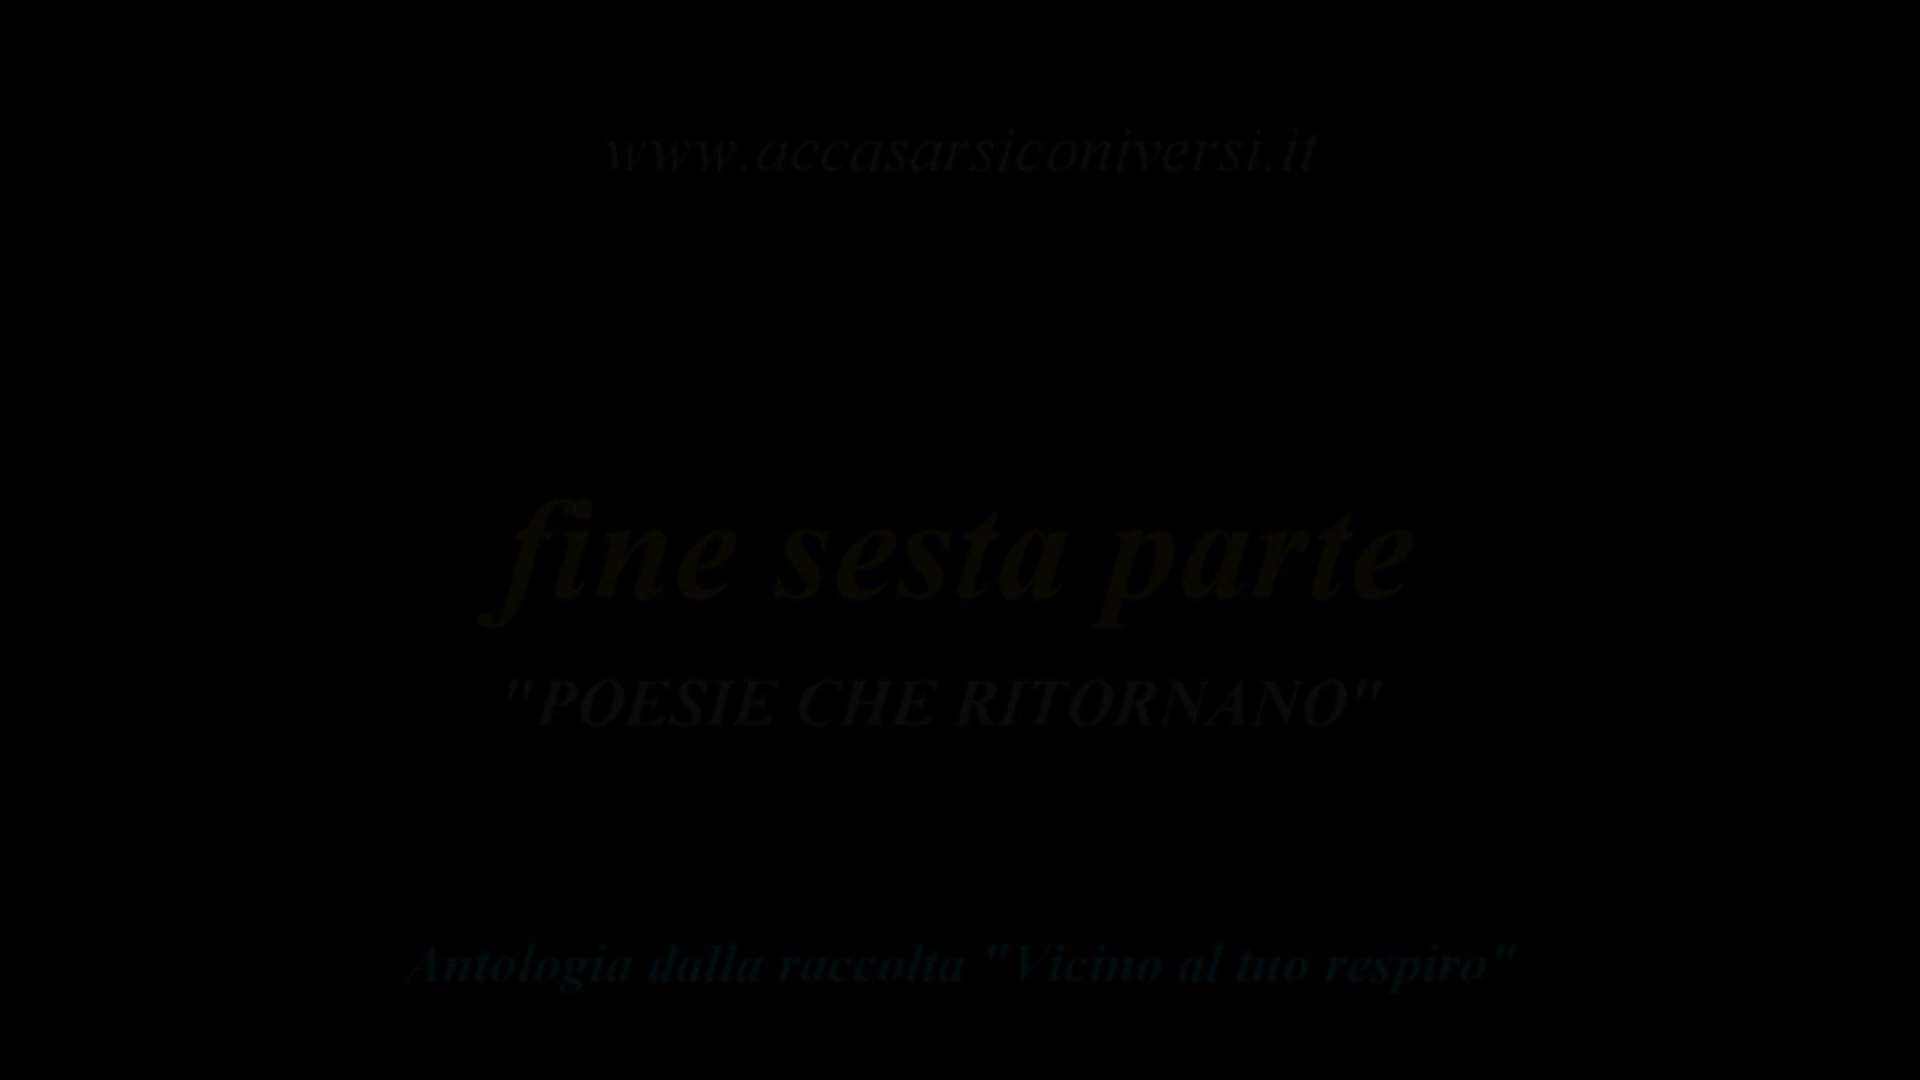 www.accasarsiconiversi.it
fine sesta parte
"POESIE CHE RITORNANO"
Antologia dalla raccolta "Vicino al tuo respiro"